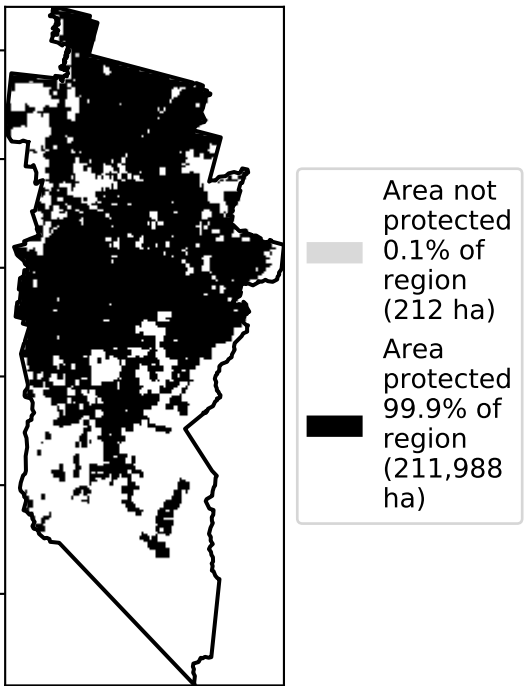 Area not
protected
0.1% of
region
(212 ha)
Area
protected
99.9% of
region
(211,988
ha)